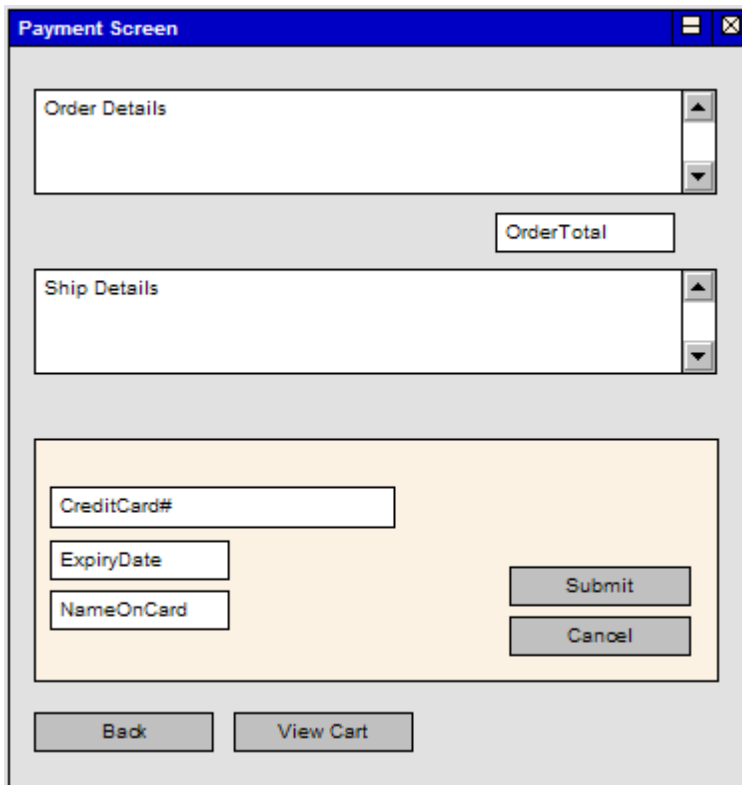 Payment Screen
Order Details
OrderTotal
Ship Details
CreditCard#
ExpiryDate
NameOnCard
Submit
Cancel
Back
View Cart